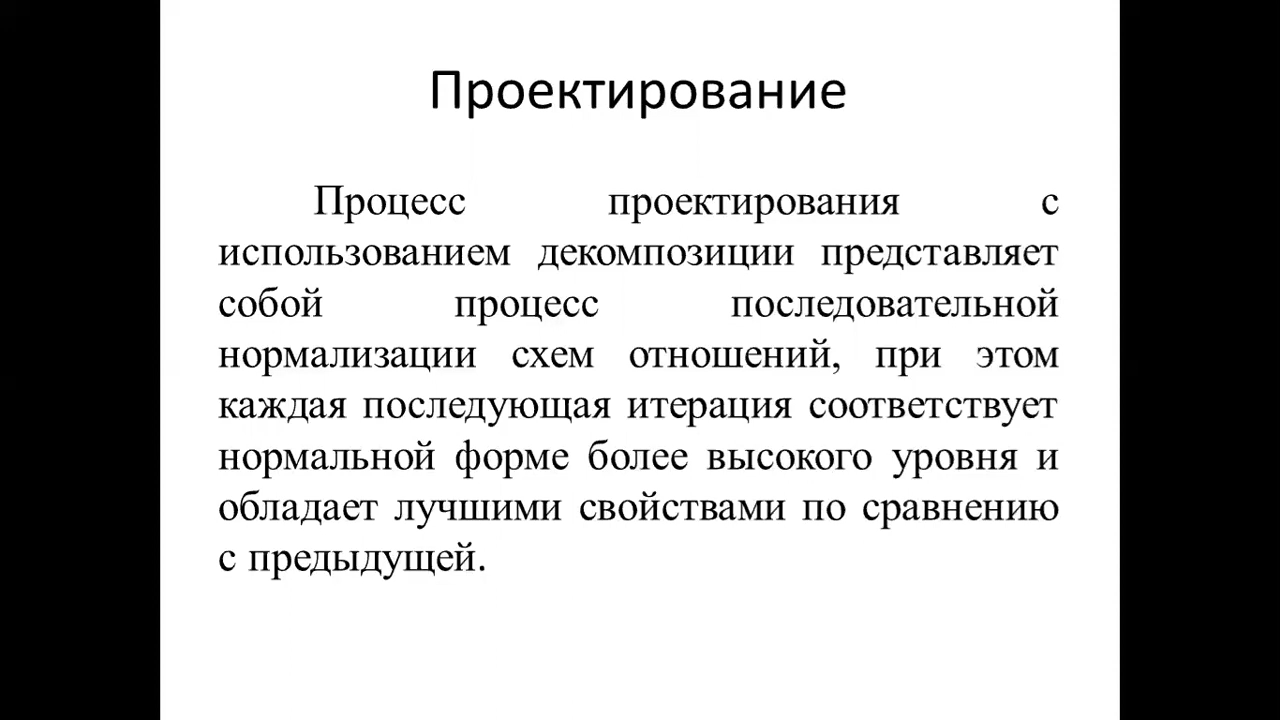 Проектирование
Процесс проектирования с
использованием декомпозиции представляет
собой процесс последовательной
нормализации схем отношений, при этом
каждая последующая итерация соответствует
нормальной форме более высокого уровня и
обладает лучшими свойствами по сравнению
с предыдущей.